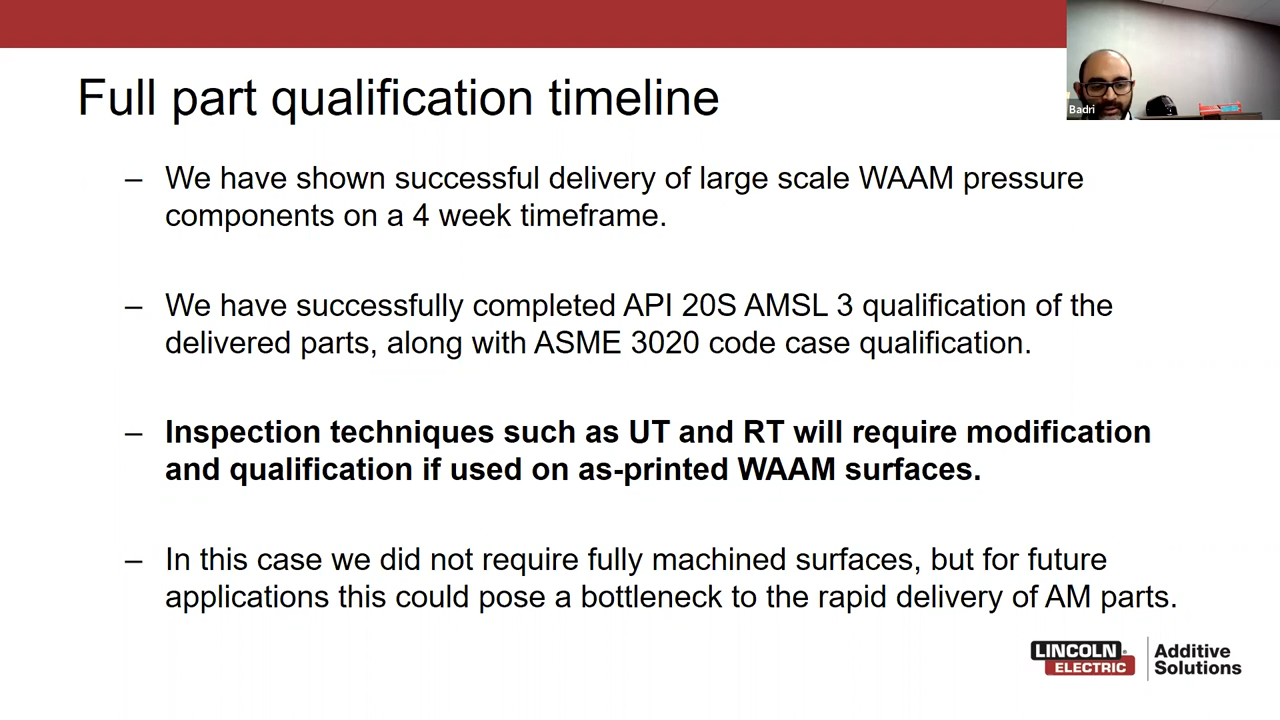 Full part qualification timeline
Badri
– We have shown successful delivery of large scale WAAM pressure
components on a 4 week timeframe.
– We have successfully completed API 20S AMSL 3 qualification of the
delivered parts, along with ASME 3020 code case qualification.
– Inspection techniques such as UT and RT will require modification
and qualification if used on as-printed WAAM surfaces.
– In this case we did not require fully machined surfaces, but for future
applications this could pose a bottleneck to the rapid delivery of AM parts.
LINCOLN®
ELECTRIC
Additive
Solutions